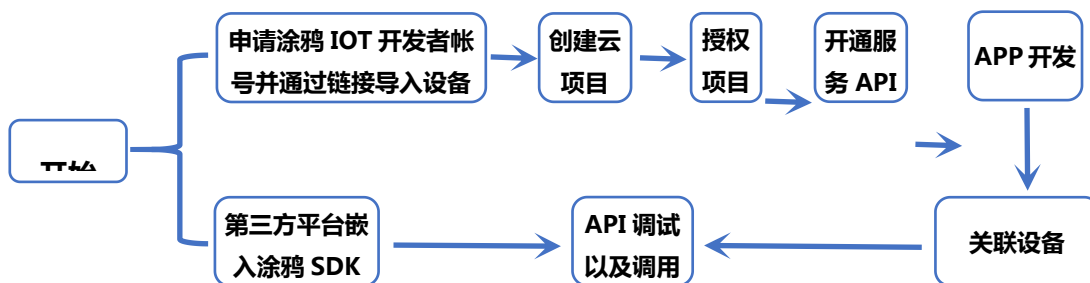 申请涂鸦 IOT 开发者帐
号并通过链接导入设备
创建云
项目
授权
项目
开通服
务 API
APP 开发
开始
第三方平台嵌
入涂鸦 SDK
API 调试
以及调用
关联设备